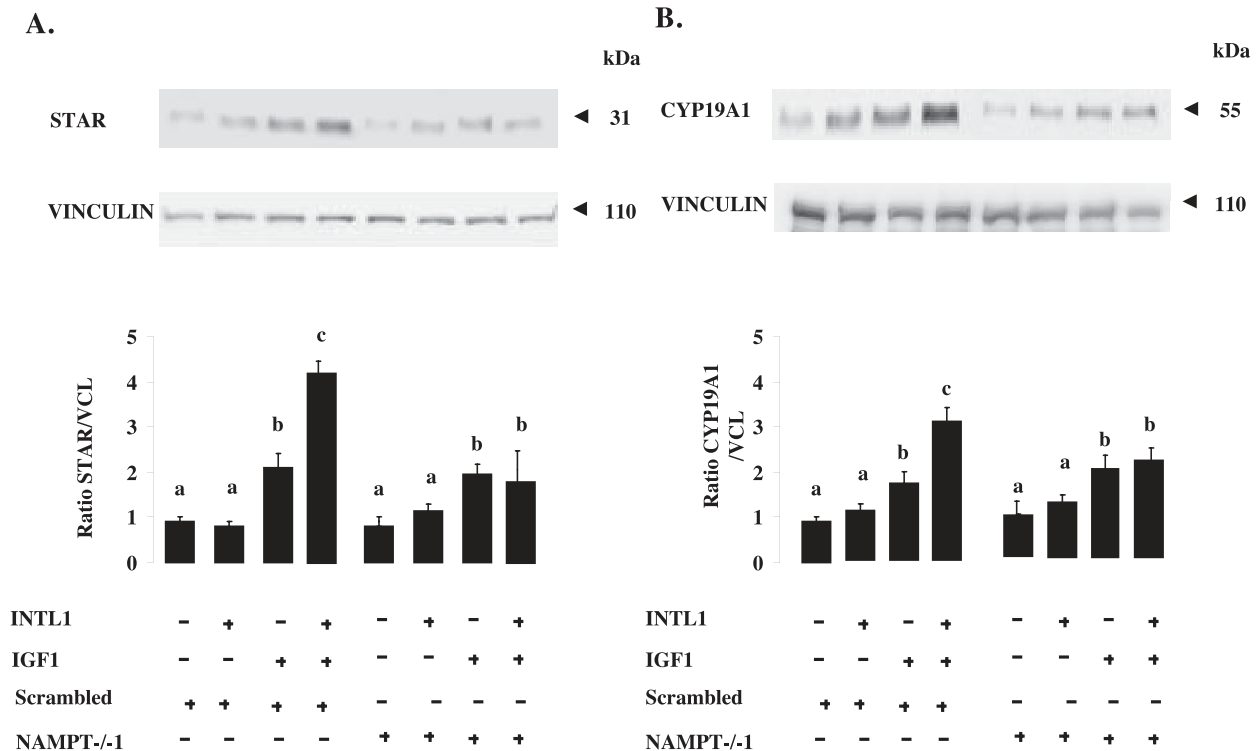 A.
kDa
STAR
◄ 31
VINCULIN
◄ 110
Ratio STAR/VCL
5
4
3
2
1
0
a a b c a a b b
INTL1 − + − + − + − +
IGF1 − − + + − − + +
Scrambled + + + + − − − −
NAMPT-/-1 − − − − + + + +
B.
kDa
CYP19A1
◄ 55
VINCULIN
◄ 110
Ratio CYP19A1
/VCL
5
4
3
2
1
0
a a b c a a b b
INTL1 − + − + − + − +
IGF1 − − + + − − + +
Scrambled + + + + − − − −
NAMPT-/-1 − − − − + + + +